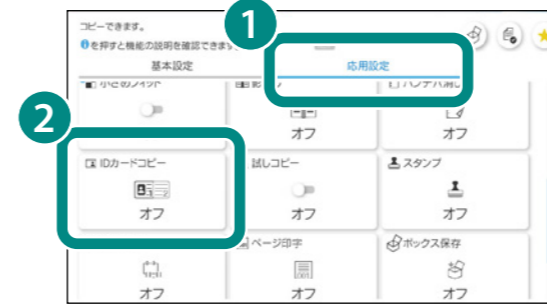 コピーできます。
1
❶を押すと機能の説明を確認できます
基本設定
応用設定
オフ
オフ
2
IDカードコピー
試しコピー
スタンプ
オフ
オフ
オフ
ページ印字
ボックス保存
オフ
オフ
オフ